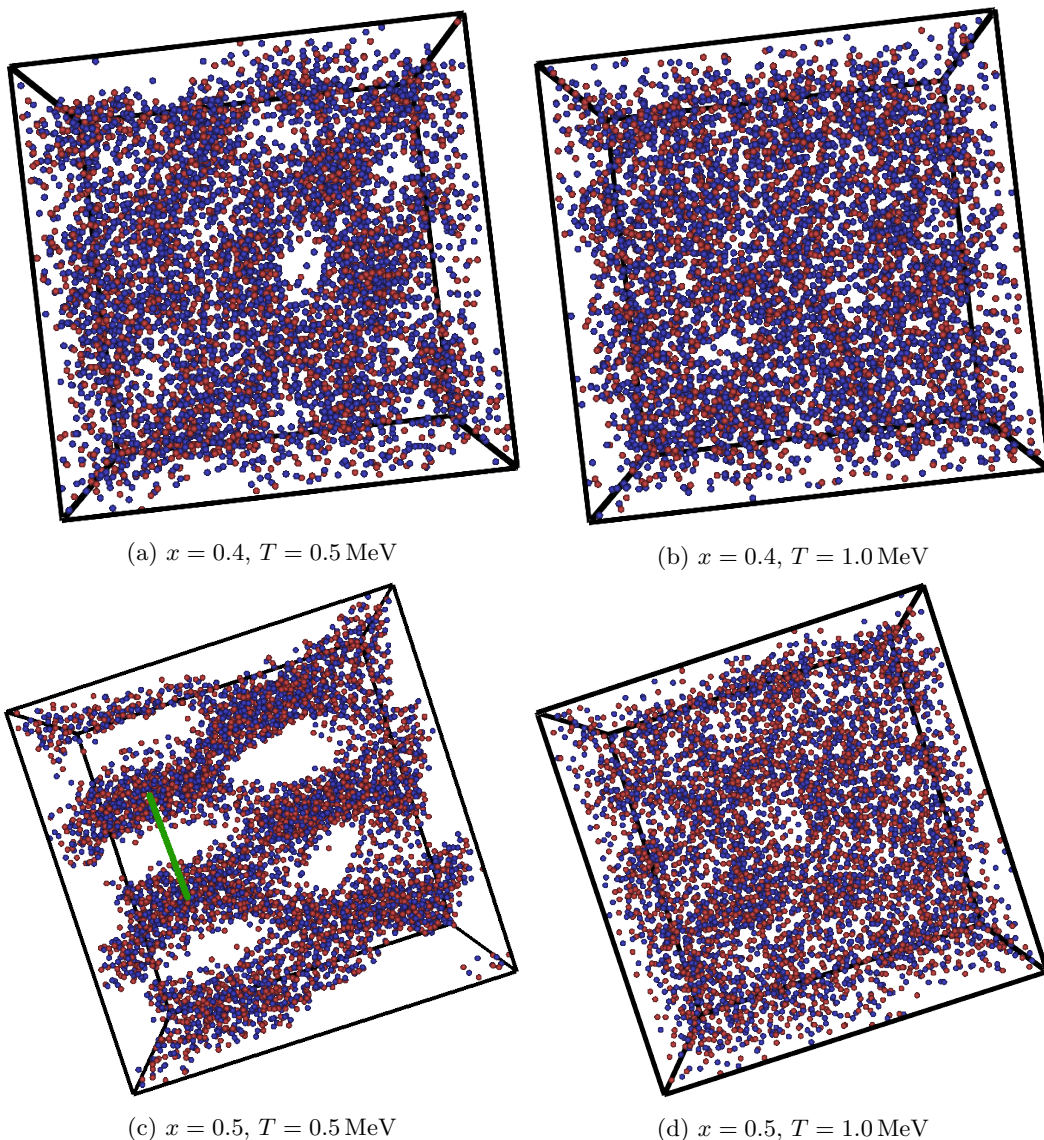 (a) x = 0.4, T = 0.5 MeV
(b) x = 0.4, T = 1.0 MeV
(c) x = 0.5, T = 0.5 MeV
(d) x = 0.5, T = 1.0 MeV